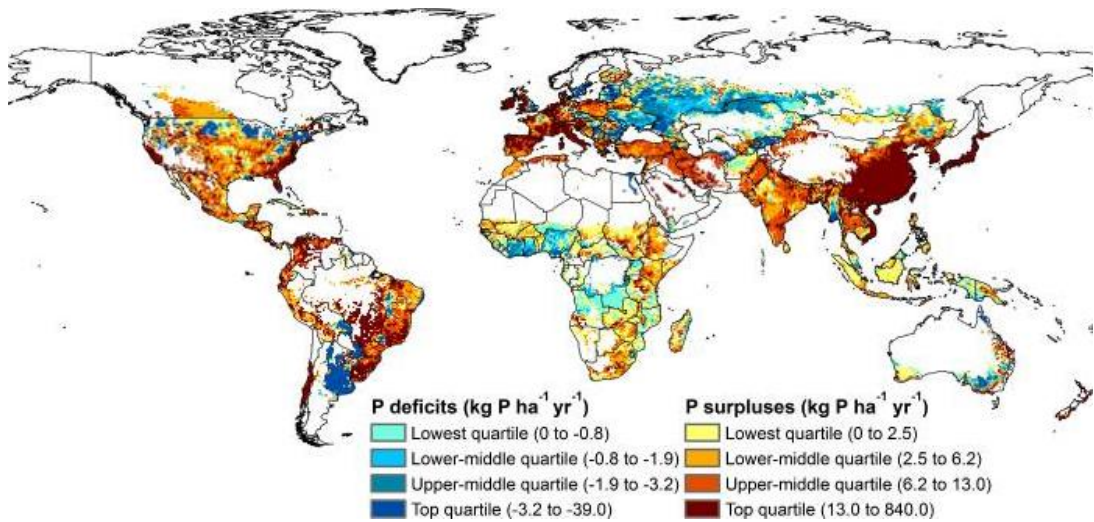 P deficits (kg P ha⁻¹ yr⁻¹)
Lowest quartile (0 to -0.8)
Lower-middle quartile (-0.8 to -1.9)
Upper-middle quartile (-1.9 to -3.2)
Top quartile (-3.2 to -39.0)
P surpluses (kg P ha⁻¹ yr⁻¹)
Lowest quartile (0 to 2.5)
Lower-middle quartile (2.5 to 6.2)
Upper-middle quartile (6.2 to 13.0)
Top quartile (13.0 to 840.0)